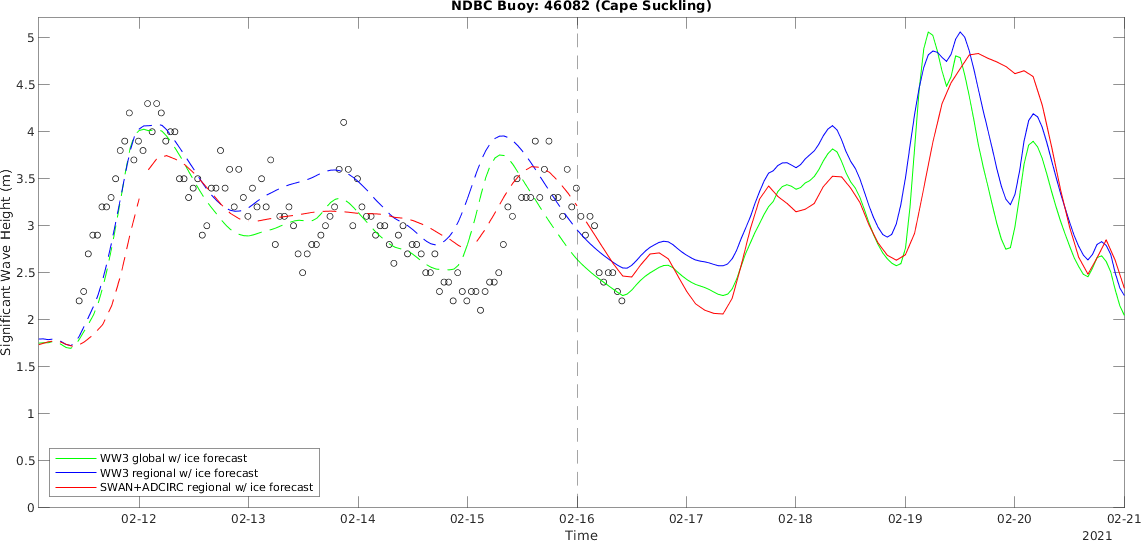 NDBC Buoy: 46082 (Cape Suckling)
Significant Wave Height (m)
5
4.5
4
3.5
3
2.5
2
1.5
1
0.5
0
WW3 global w/ ice forecast
WW3 regional w/ ice forecast
SWAN+ADCIRC regional w/ ice forecast
02-12 02-13 02-14 02-15 02-16 02-17 02-18 02-19 02-20 02-21
Time
2021